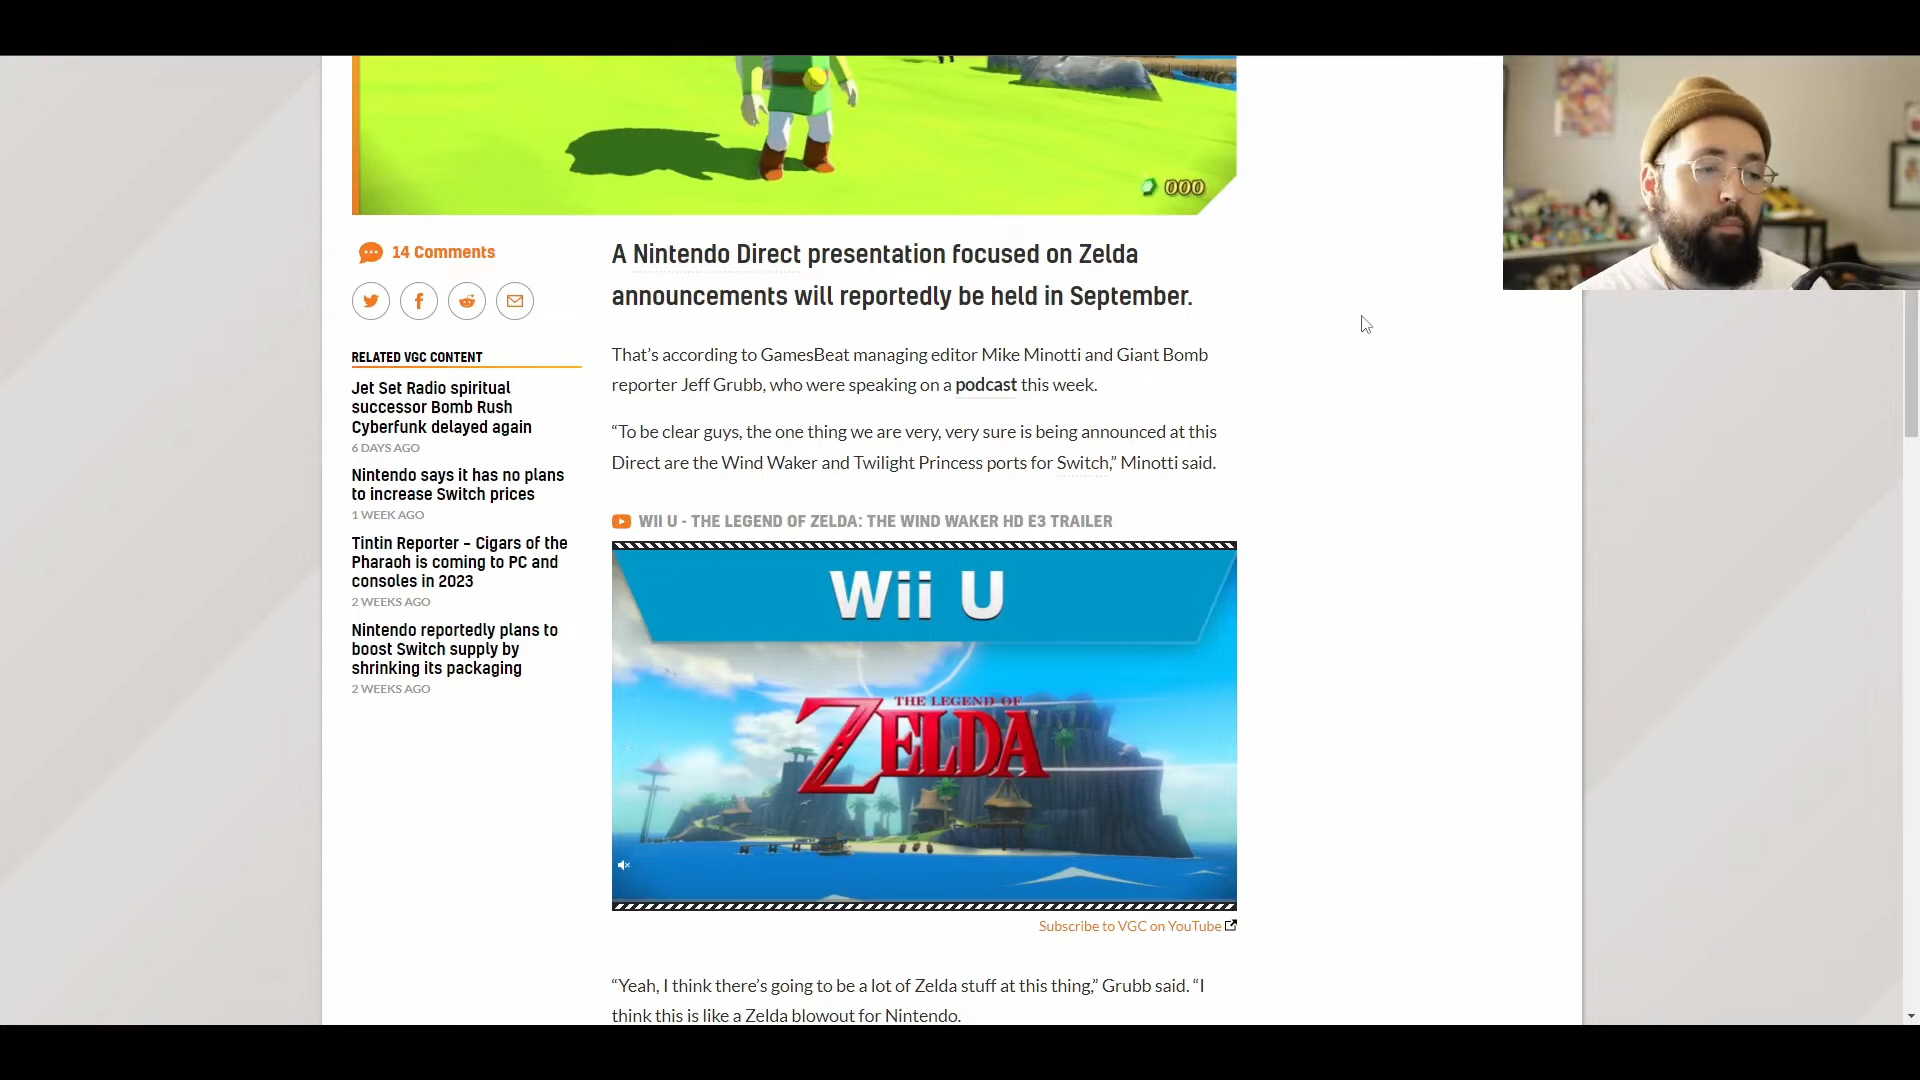 000
14 Comments
A Nintendo Direct presentation focused on Zelda
announcements will reportedly be held in September.
That’s according to GamesBeat managing editor Mike Minotti and Giant Bomb
reporter Jeff Grubb, who were speaking on a podcast this week.
“To be clear guys, the one thing we are very, very sure is being announced at this
Direct are the Wind Waker and Twilight Princess ports for Switch,” Minotti said.
RELATED VGC CONTENT
Jet Set Radio spiritual
successor Bomb Rush
Cyberfunk delayed again
6 DAYS AGO
Nintendo says it has no plans
to increase Switch prices
1 WEEK AGO
Tintin Reporter – Cigars of the
Pharaoh is coming to PC and
consoles in 2023
2 WEEKS AGO
Nintendo reportedly plans to
boost Switch supply by
shrinking its packaging
2 WEEKS AGO
WII U - THE LEGEND OF ZELDA: THE WIND WAKER HD E3 TRAILER
Wii U
THE LEGEND OF
ZELDA
Subscribe to VGC on YouTube
“Yeah, I think there’s going to be a lot of Zelda stuff at this thing,” Grubb said. “I
think this is like a Zelda blowout for Nintendo.